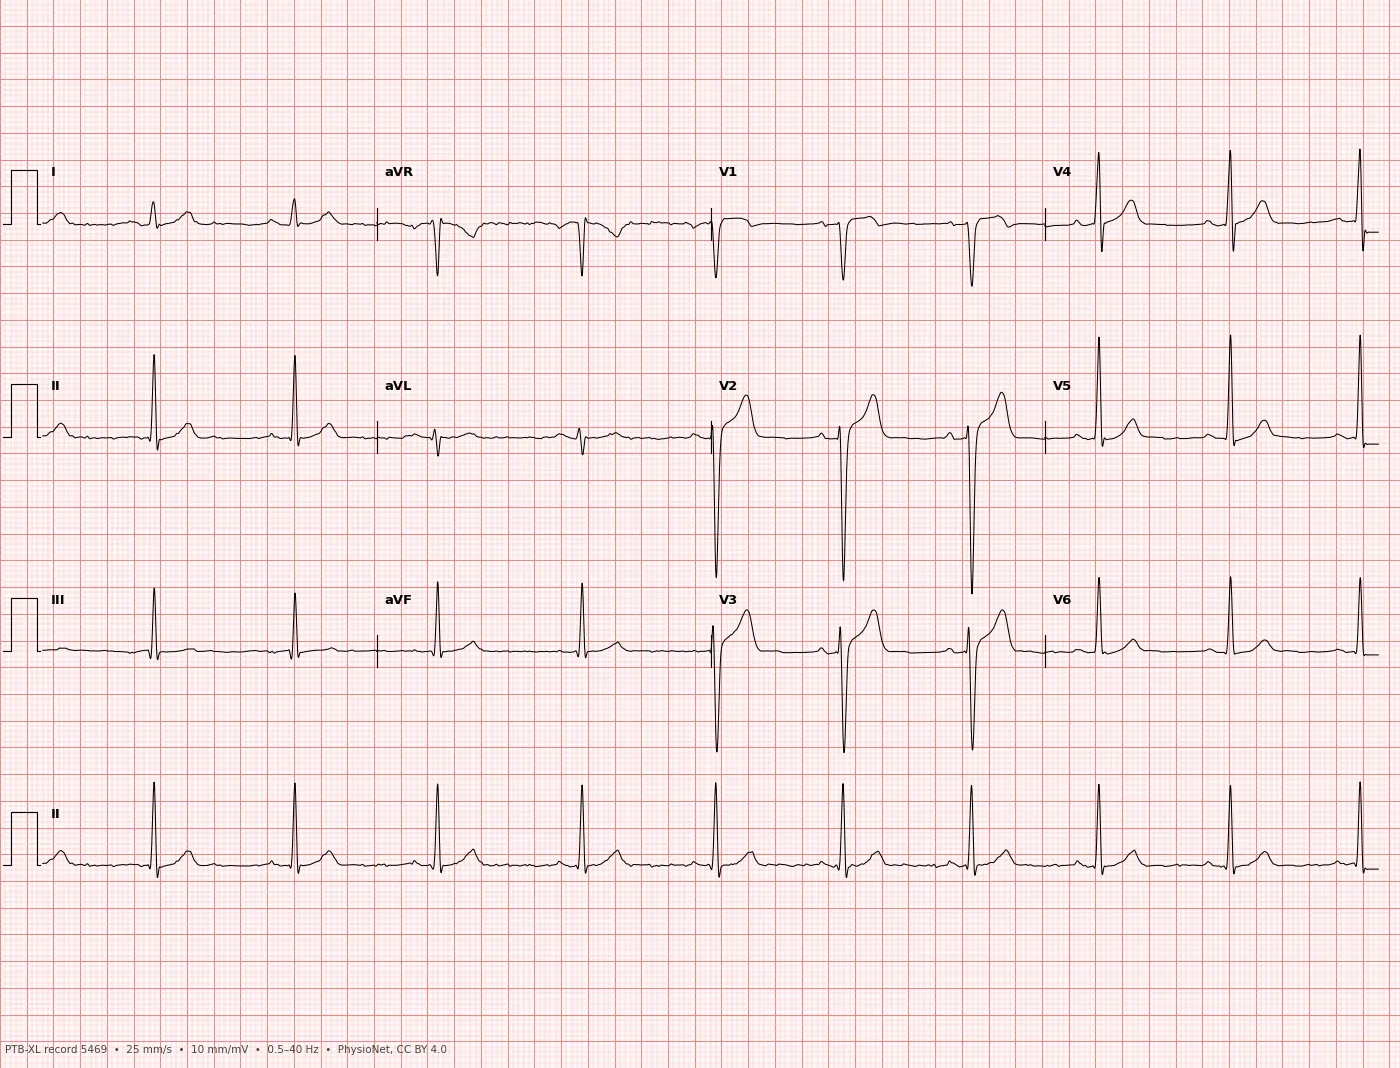 I aVR V1 V4
II aVL V2 V5
III aVF V3 V6
II
PTB-XL record 5469 • 25 mm/s • 10 mm/mV • 0.5–40 Hz • PhysioNet, CC BY 4.0